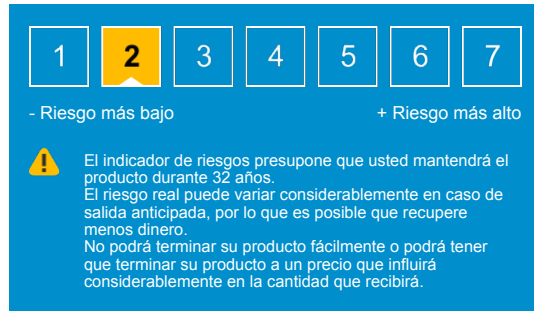 1 2 3 4 5 6 7
- Riesgo más bajo + Riesgo más alto
El indicador de riesgos presupone que usted mantendrá el
producto durante 32 años.
El riesgo real puede variar considerablemente en caso de
salida anticipada, por lo que es posible que recupere
menos dinero.
No podrá terminar su producto fácilmente o podrá tener
que terminar su producto a un precio que influirá
considerablemente en la cantidad que recibirá.